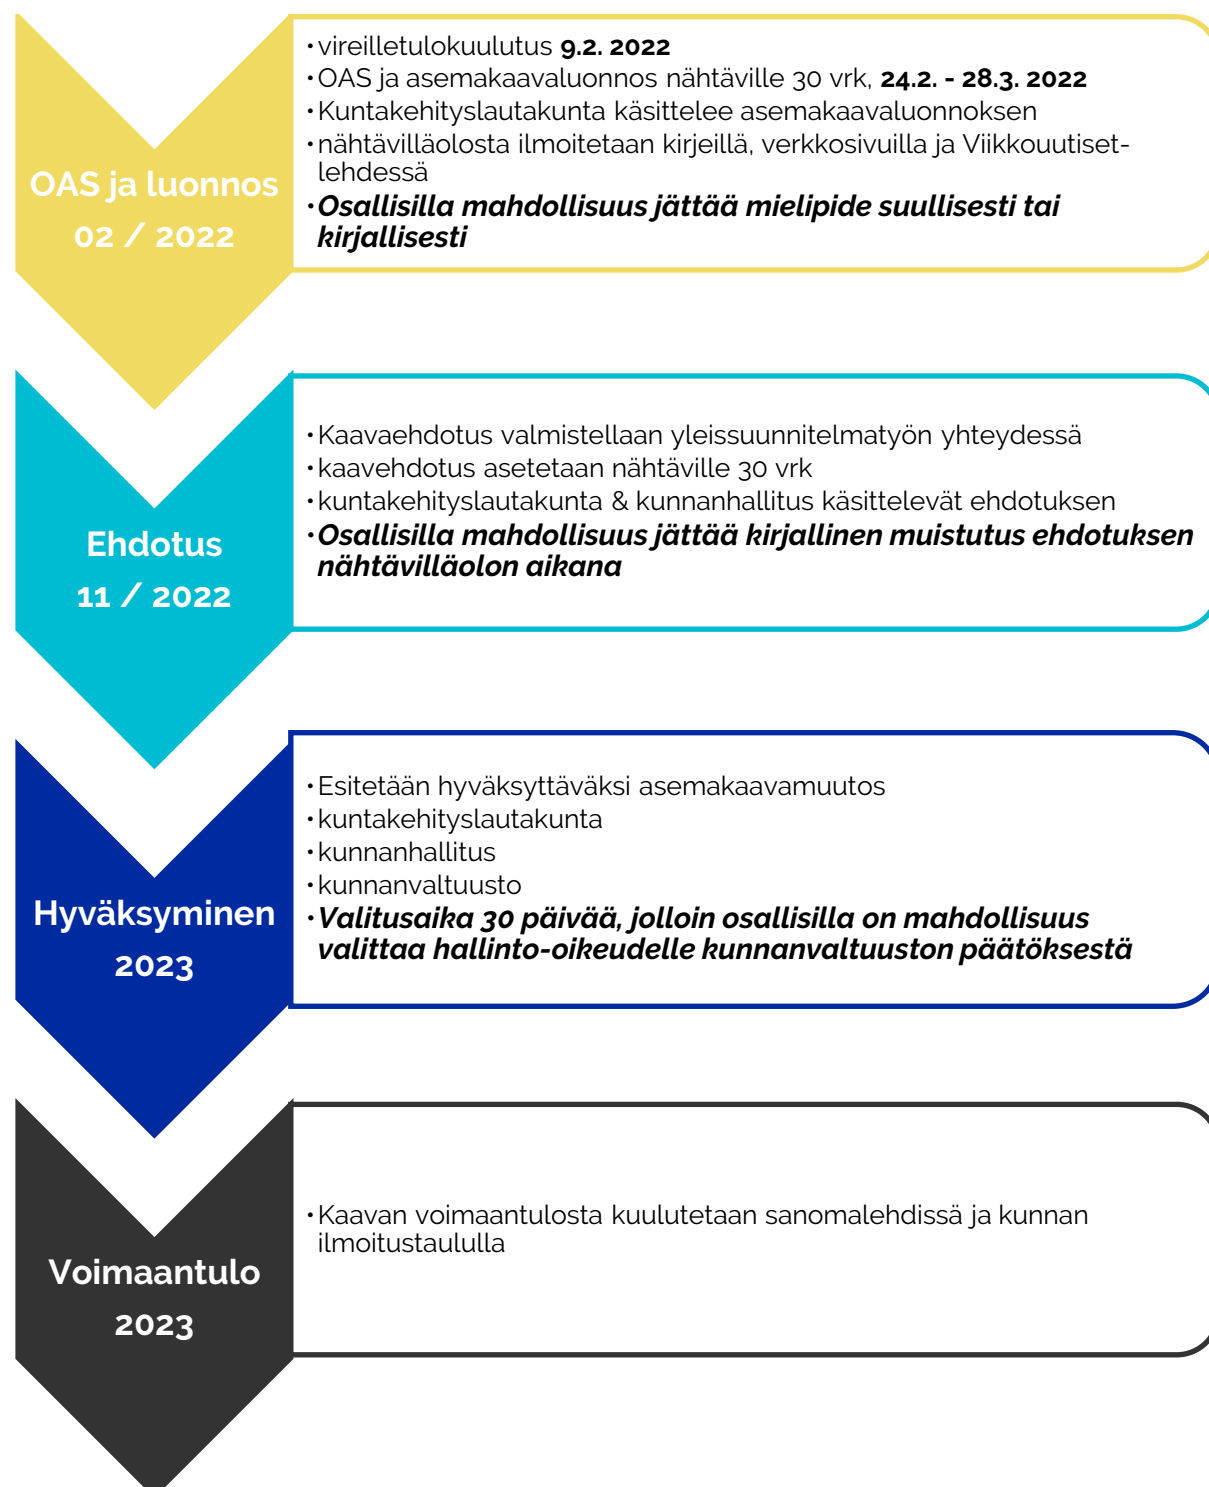 OAS ja luonnos
02 / 2022
•vireilletulokuulutus 9.2. 2022
•OAS ja asemakaavaluonnos nähtäville 30 vrk, 24.2. - 28.3. 2022
•Kuntakehityslautakunta käsittelee asemakaavaluonnoksen
•nähtävilläolosta ilmoitetaan kirjeillä, verkkosivuilla ja Viikkouutiset-
lehdessä
•Osallisilla mahdollisuus jättää mielipide suullisesti tai
kirjallisesti
Ehdotus
11 / 2022
•Kaavaehdotus valmistellaan yleissuunnitelmatyön yhteydessä
•kaavehdotus asetetaan nähtäville 30 vrk
•kuntakehityslautakunta & kunnanhallitus käsittelevät ehdotuksen
•Osallisilla mahdollisuus jättää kirjallinen muistutus ehdotuksen
nähtävilläolon aikana
Hyväksyminen
2023
•Esitetään hyväksyttäväksi asemakaavamuutos
•kuntakehityslautakunta
•kunnanhallitus
•kunnanvaltuusto
•Valitusaika 30 päivää, jolloin osallisilla on mahdollisuus
valittaa hallinto-oikeudelle kunnanvaltuuston päätöksestä
Voimaantulo
2023
•Kaavan voimaantulosta kuulutetaan sanomalehdissä ja kunnan
ilmoitustaululla